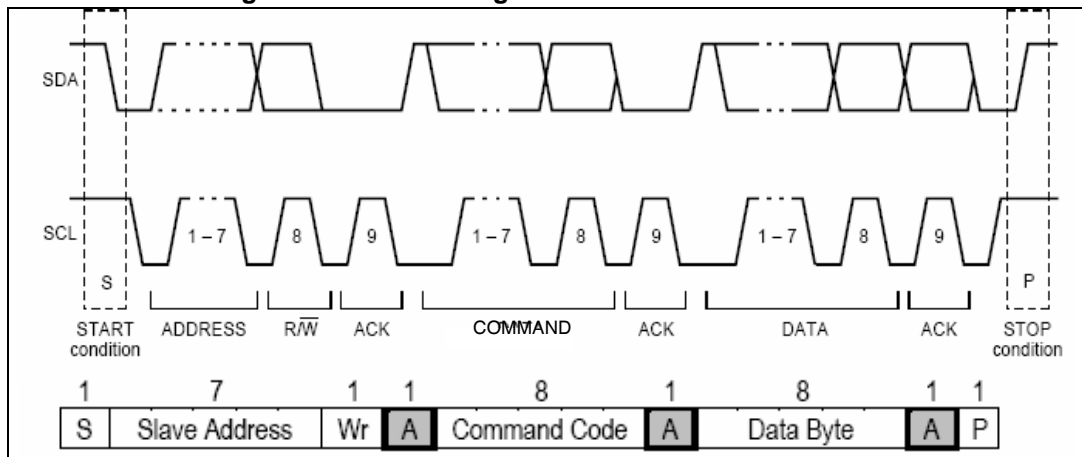 SDA
SCL
1 – 7
8
9
1 – 7
8
9
1 – 7
8
9
S
P
START condition
ADDRESS
R/W̅
ACK
COMMAND
ACK
DATA
ACK
STOP condition
1
7
1
1
8
1
8
1
1
S
Slave Address
Wr
A
Command Code
A
Data Byte
A
P